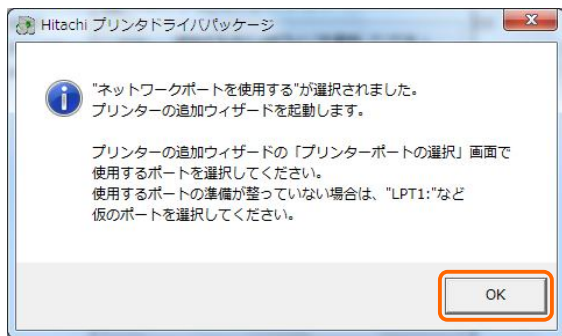 Hitachi プリンタドライバパッケージ
"ネットワークポートを使用する"が選択されました。
プリンターの追加ウィザードを起動します。
プリンターの追加ウィザードの「プリンターポートの選択」画面で
使用するポートを選択してください。
使用するポートの準備が整っていない場合は、"LPT1:"など
仮のポートを選択してください。
OK